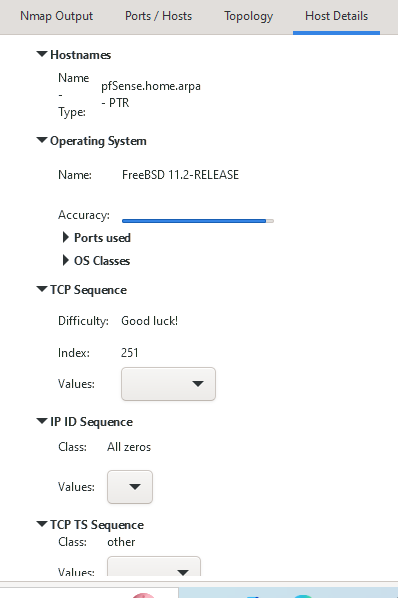 Nmap Output Ports / Hosts Topology Host Details
Hostnames
Name - Type: pfSense.home.arpa - PTR
Operating System
Name: FreeBSD 11.2-RELEASE
Accuracy:
Ports used
OS Classes
TCP Sequence
Difficulty: Good luck!
Index: 251
Values:
IP ID Sequence
Class: All zeros
Values:
TCP TS Sequence
Class: other
Values: